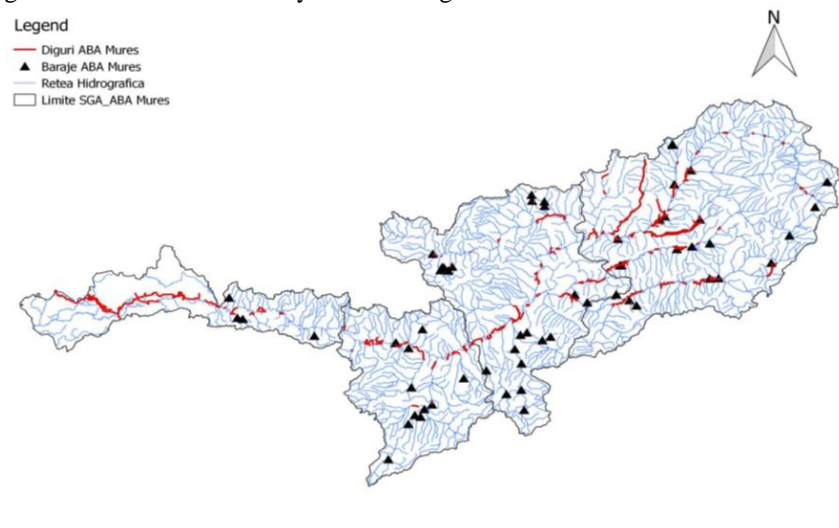 Legend
Diguri ABA Mures
Baraje ABA Mures
Retea Hidrografica
Limite SGA_ABA Mures
N